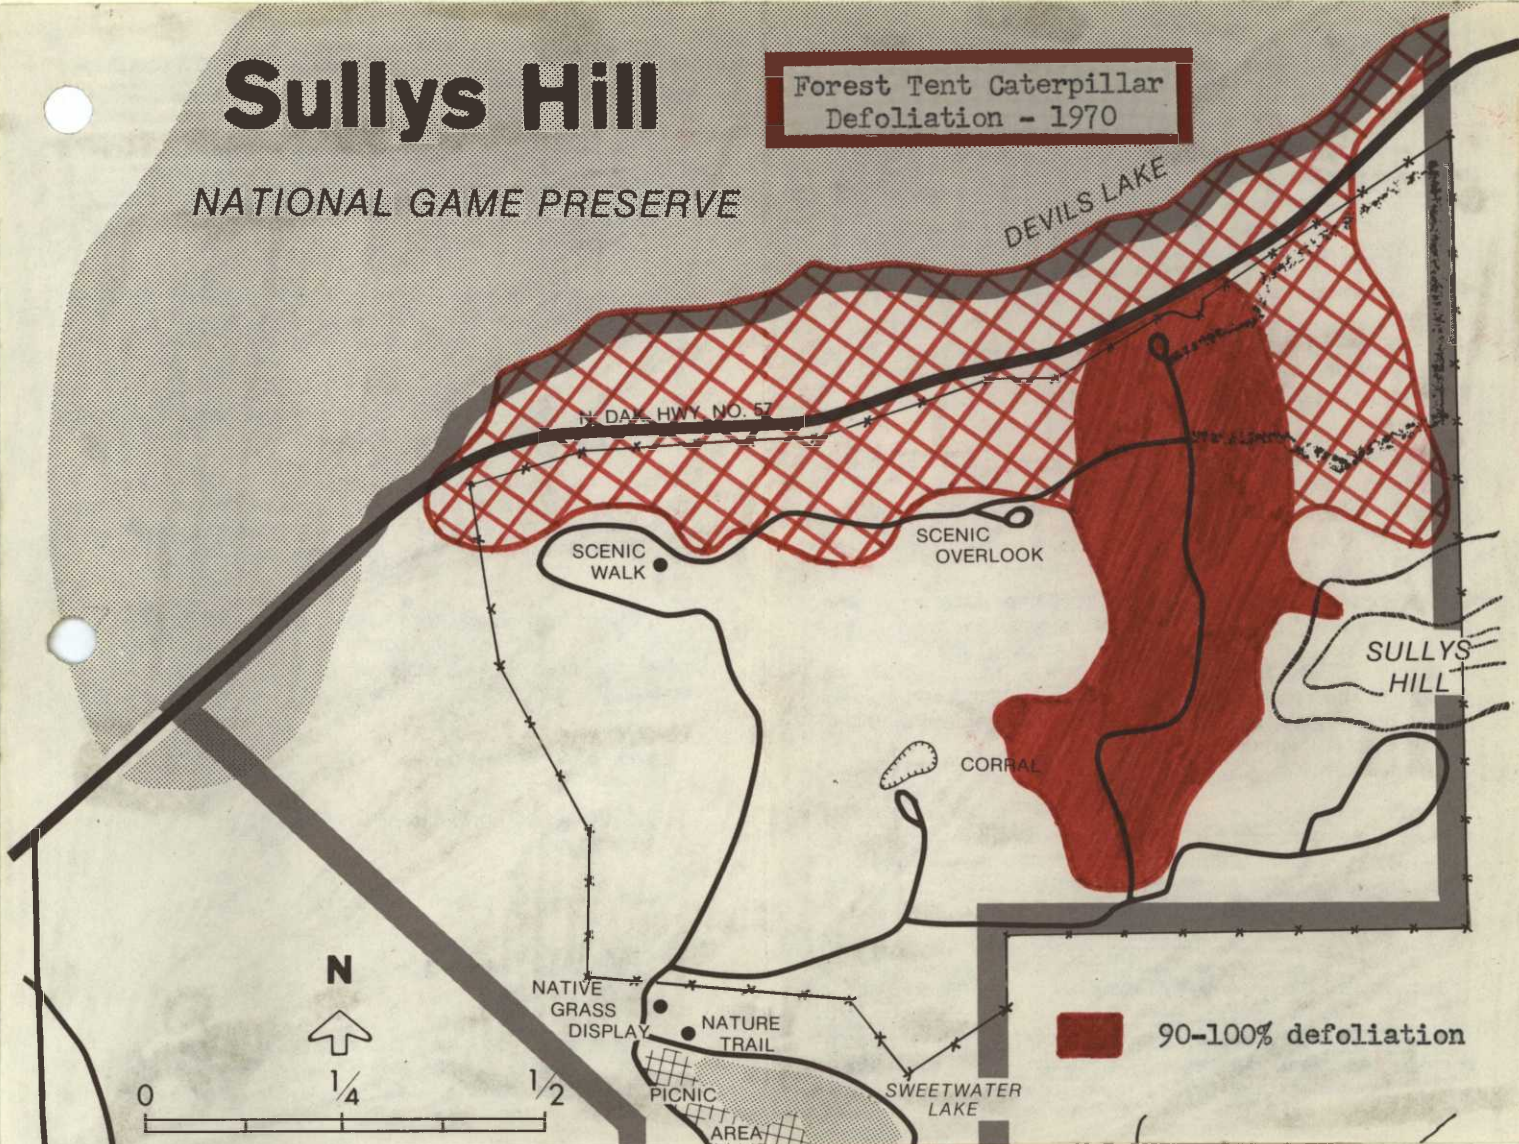 Sullys Hill
NATIONAL GAME PRESERVE
Forest Tent Caterpillar
Defoliation - 1970
DEVILS LAKE
N. DAK. HWY. NO. 57
SCENIC
WALK
SCENIC
OVERLOOK
SULLYS
HILL
CORRAL
N
NATIVE
GRASS
DISPLAY
NATURE
TRAIL
90-100% defoliation
0 1/4 1/2
PICNIC
AREA
SWEETWATER
LAKE